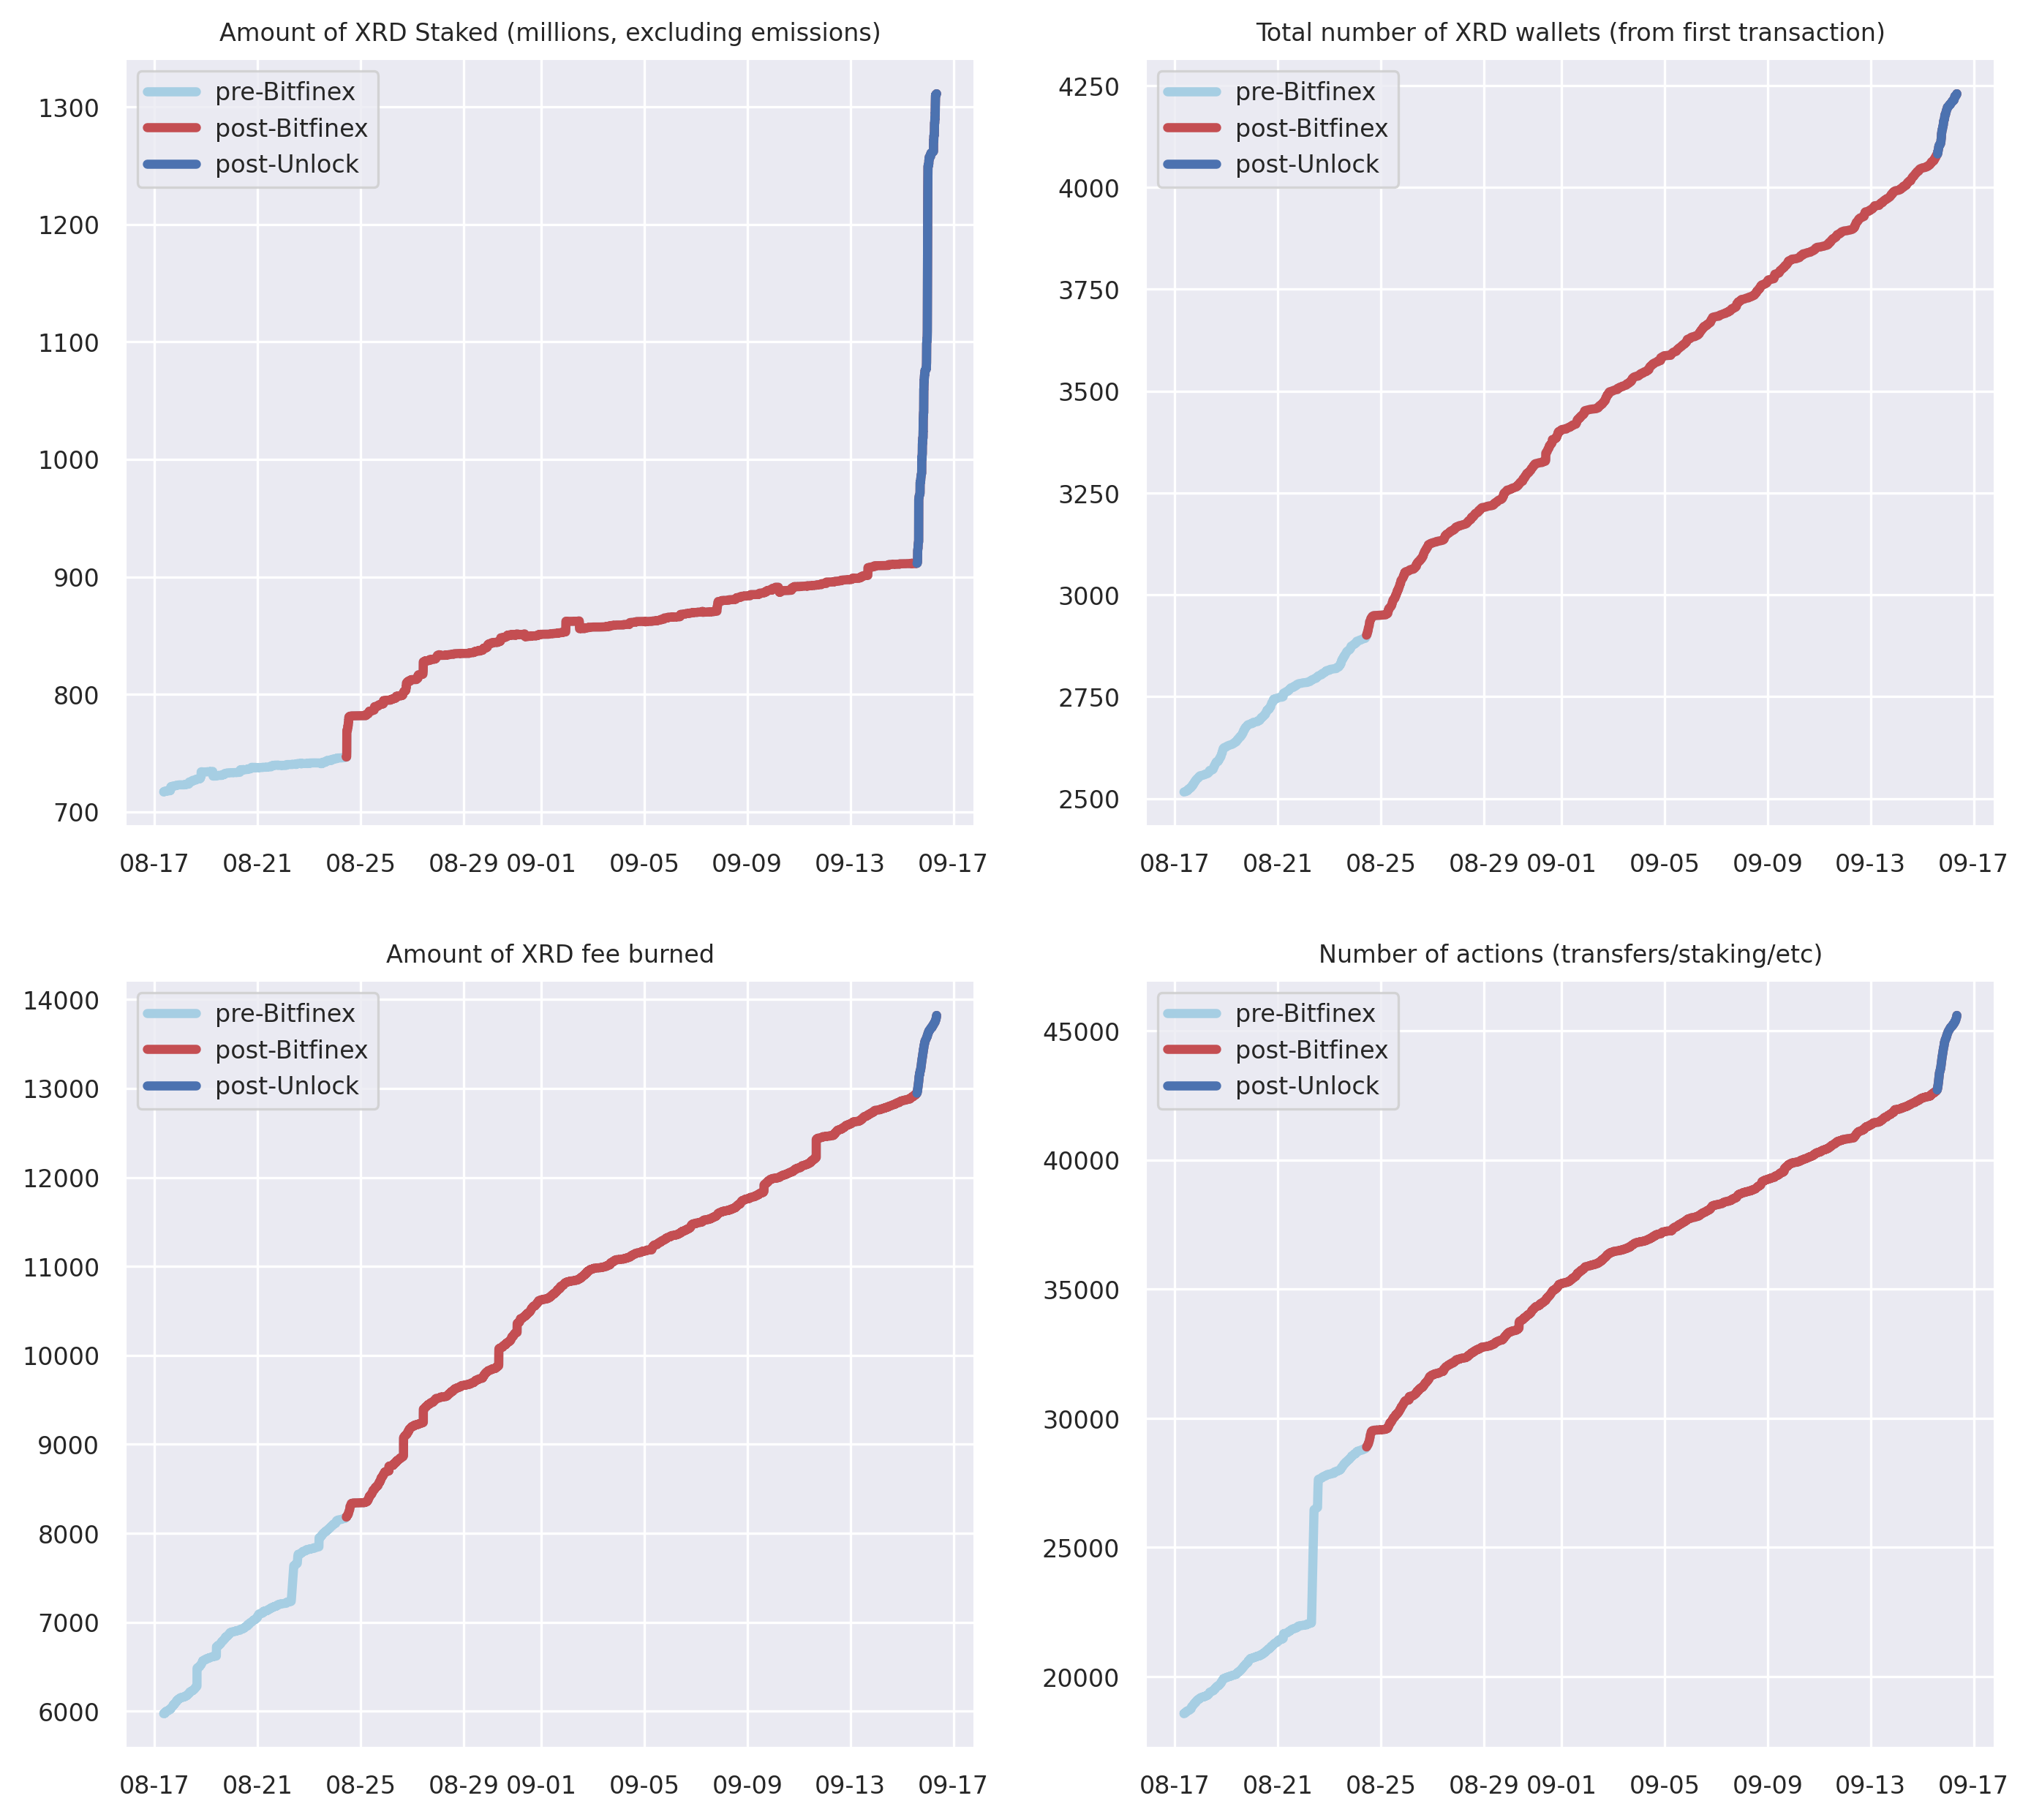 Amount of XRD Staked (millions, excluding emissions)
pre-Bitfinex
post-Bitfinex
post-Unlock
1300
1200
1100
1000
900
800
700
08-17 08-21 08-25 08-29 09-01 09-05 09-09 09-13 09-17
Total number of XRD wallets (from first transaction)
pre-Bitfinex
post-Bitfinex
post-Unlock
4250
4000
3750
3500
3250
3000
2750
2500
08-17 08-21 08-25 08-29 09-01 09-05 09-09 09-13 09-17
Amount of XRD fee burned
pre-Bitfinex
post-Bitfinex
post-Unlock
14000
13000
12000
11000
10000
9000
8000
7000
6000
08-17 08-21 08-25 08-29 09-01 09-05 09-09 09-13 09-17
Number of actions (transfers/staking/etc)
pre-Bitfinex
post-Bitfinex
post-Unlock
45000
40000
35000
30000
25000
20000
08-17 08-21 08-25 08-29 09-01 09-05 09-09 09-13 09-17